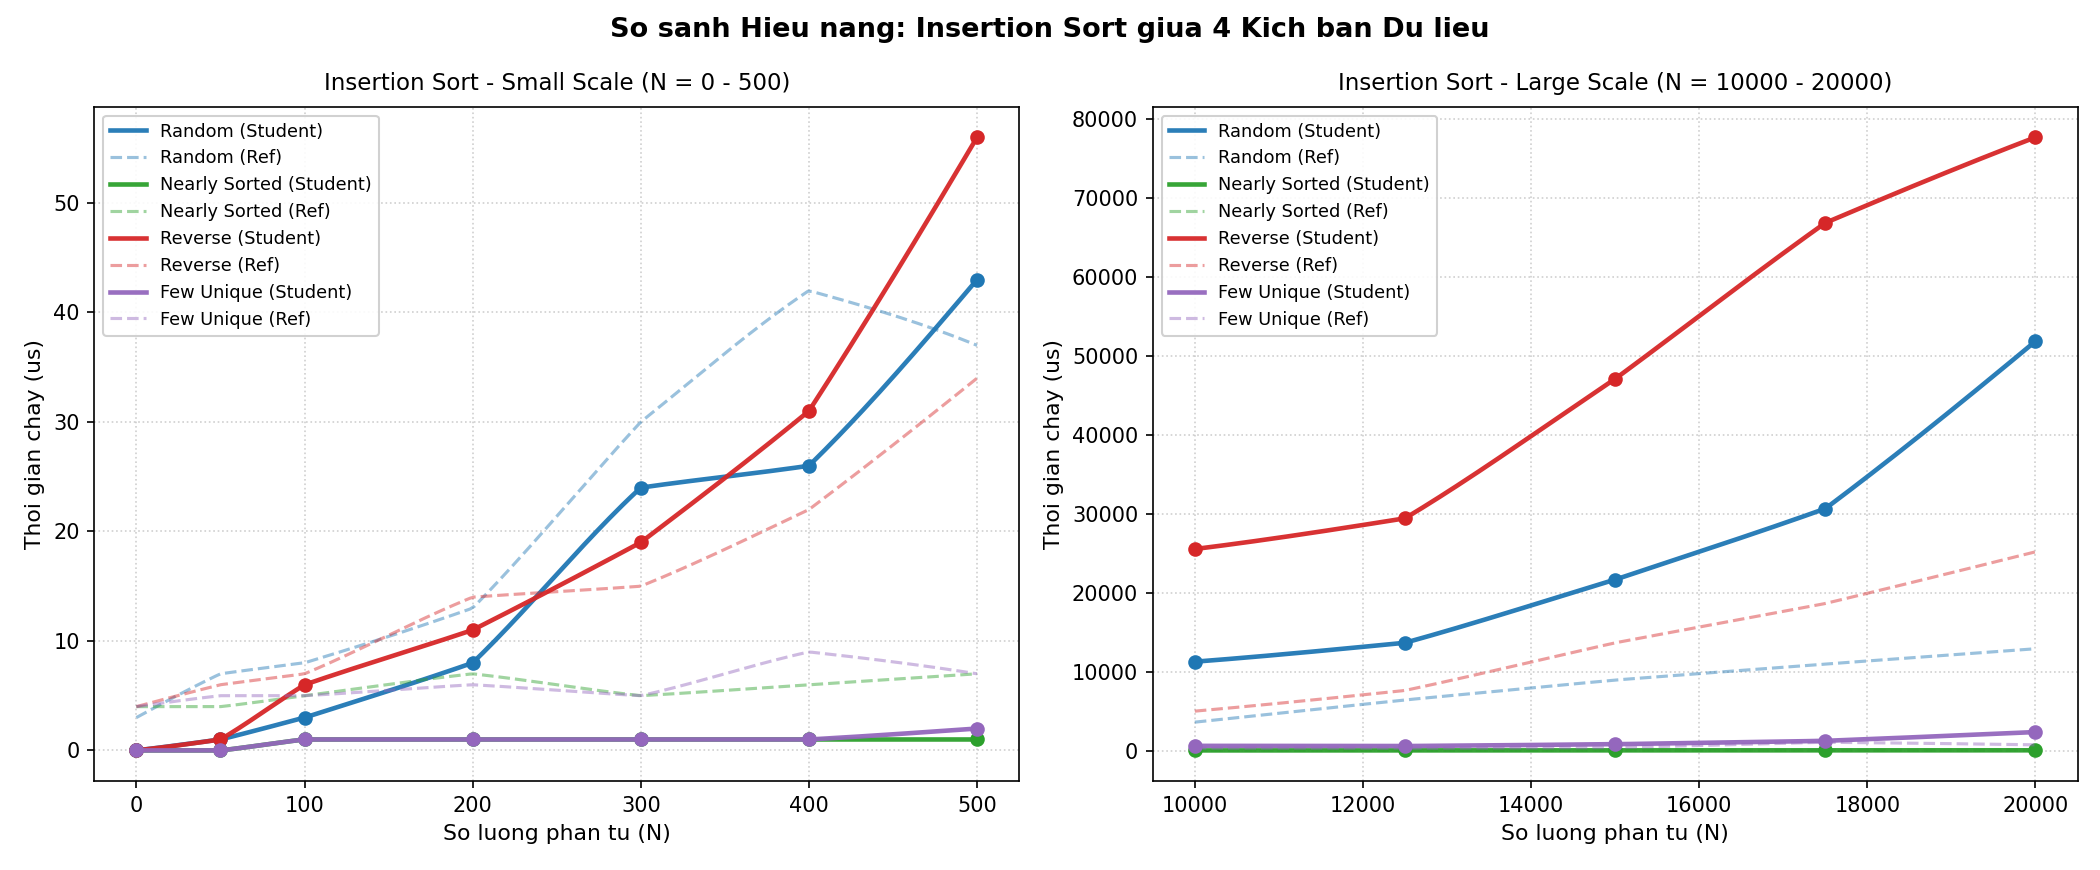 So sanh Hieu nang: Insertion Sort giua 4 Kich ban Du lieu
Insertion Sort - Small Scale (N = 0 - 500)
Random (Student)
Random (Ref)
Nearly Sorted (Student)
Nearly Sorted (Ref)
Reverse (Student)
Reverse (Ref)
Few Unique (Student)
Few Unique (Ref)
Thoi gian chay (us)
50
40
30
20
10
0
0 100 200 300 400 500
So luong phan tu (N)
Insertion Sort - Large Scale (N = 10000 - 20000)
Random (Student)
Random (Ref)
Nearly Sorted (Student)
Nearly Sorted (Ref)
Reverse (Student)
Reverse (Ref)
Few Unique (Student)
Few Unique (Ref)
Thoi gian chay (us)
80000
70000
60000
50000
40000
30000
20000
10000
0
10000 12000 14000 16000 18000 20000
So luong phan tu (N)